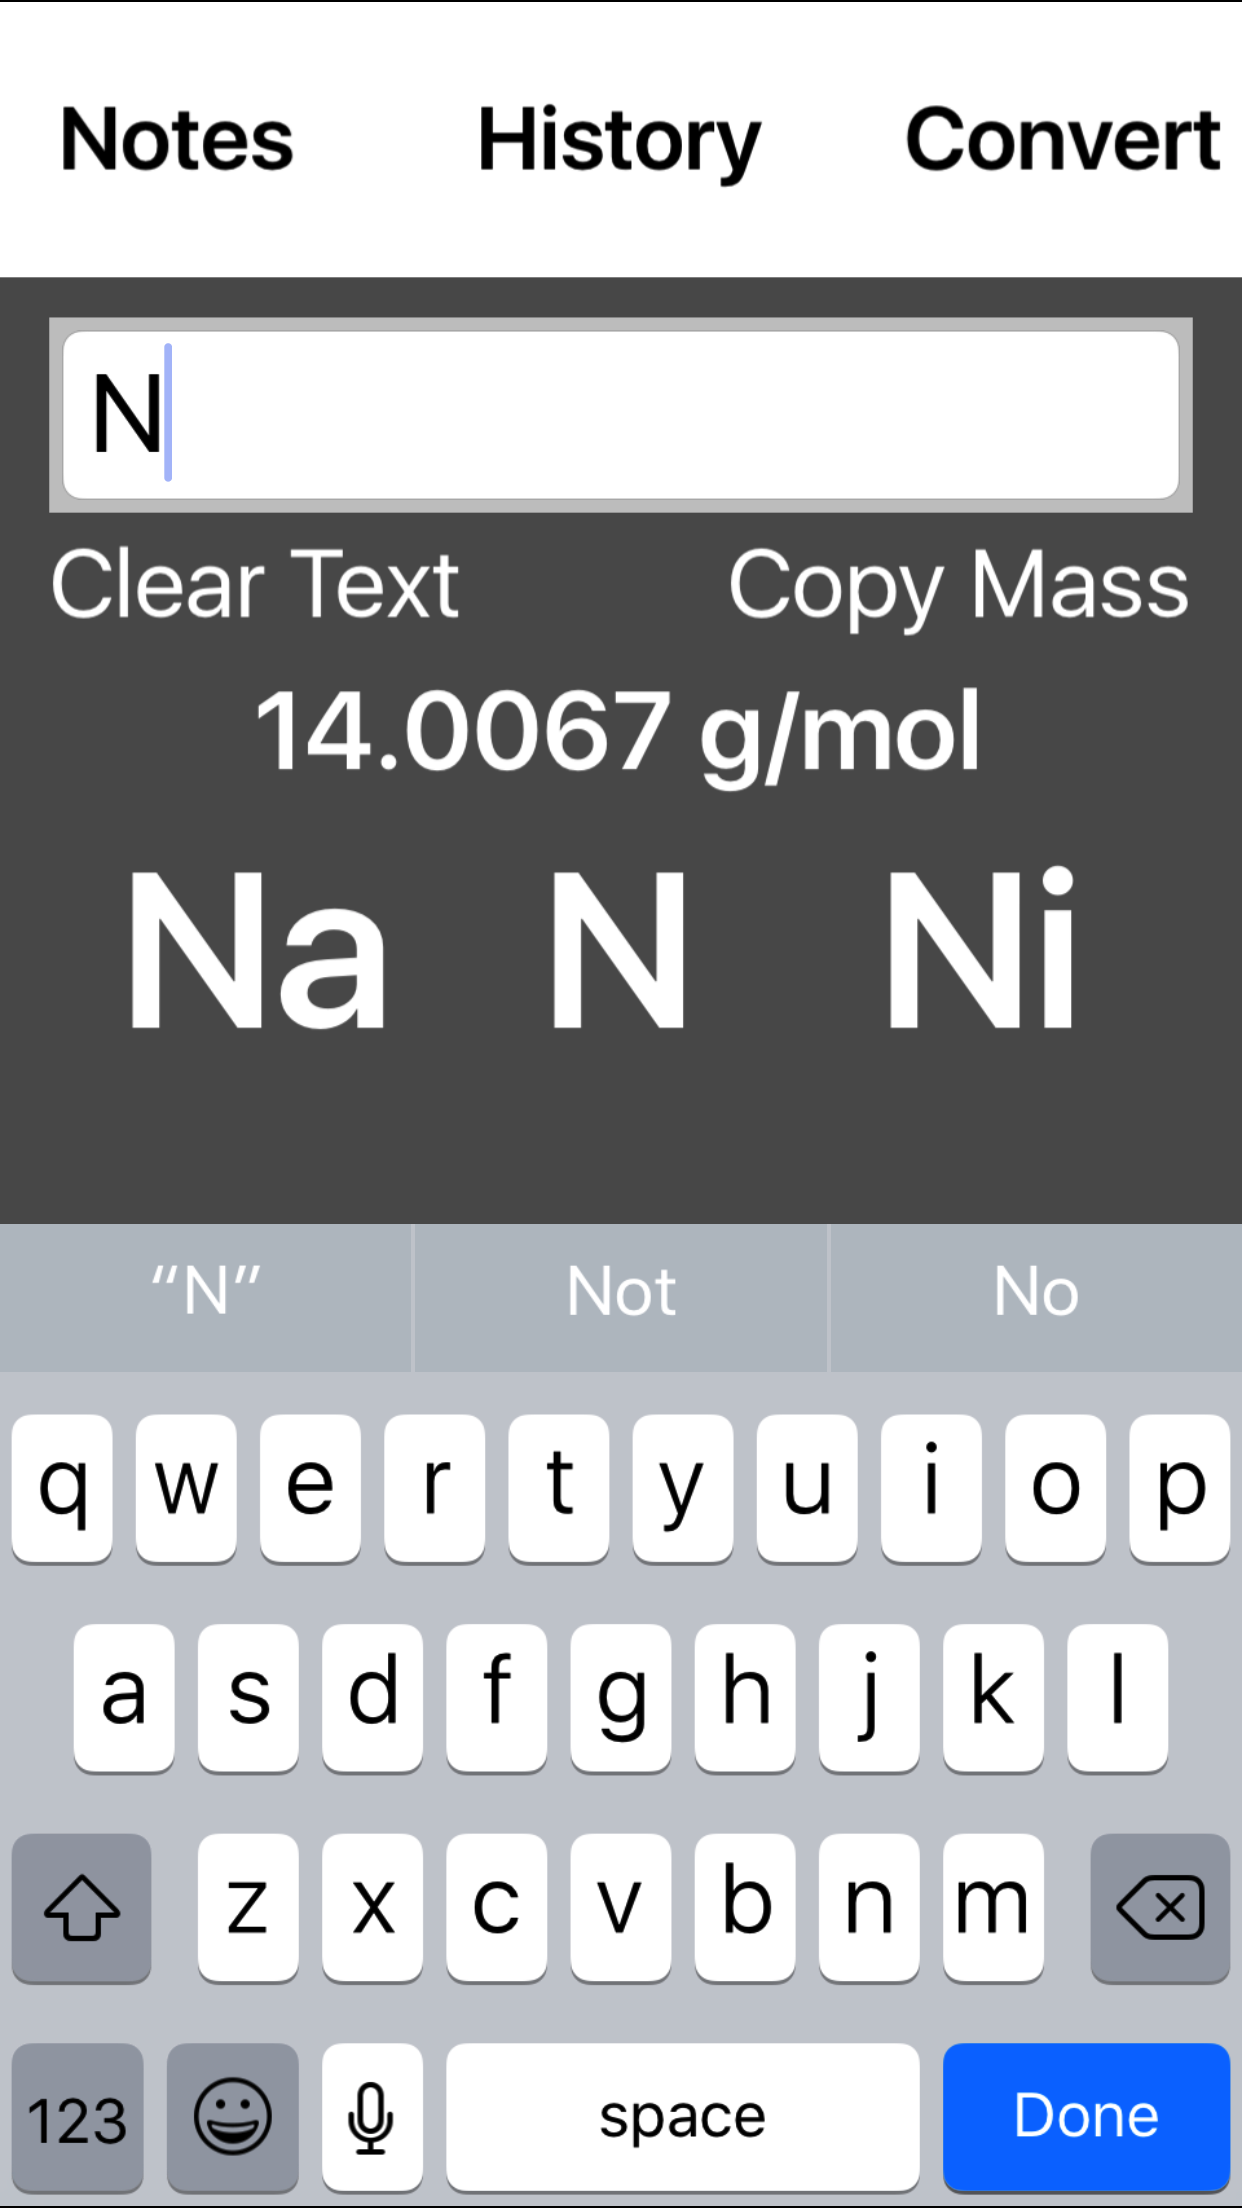 Notes History Convert
N
Clear Text Copy Mass
14.0067 g/mol
Na N Ni
“N” Not No
q w e r t y u i o p
a s d f g h j k l
z x c v b n m
123 space Done